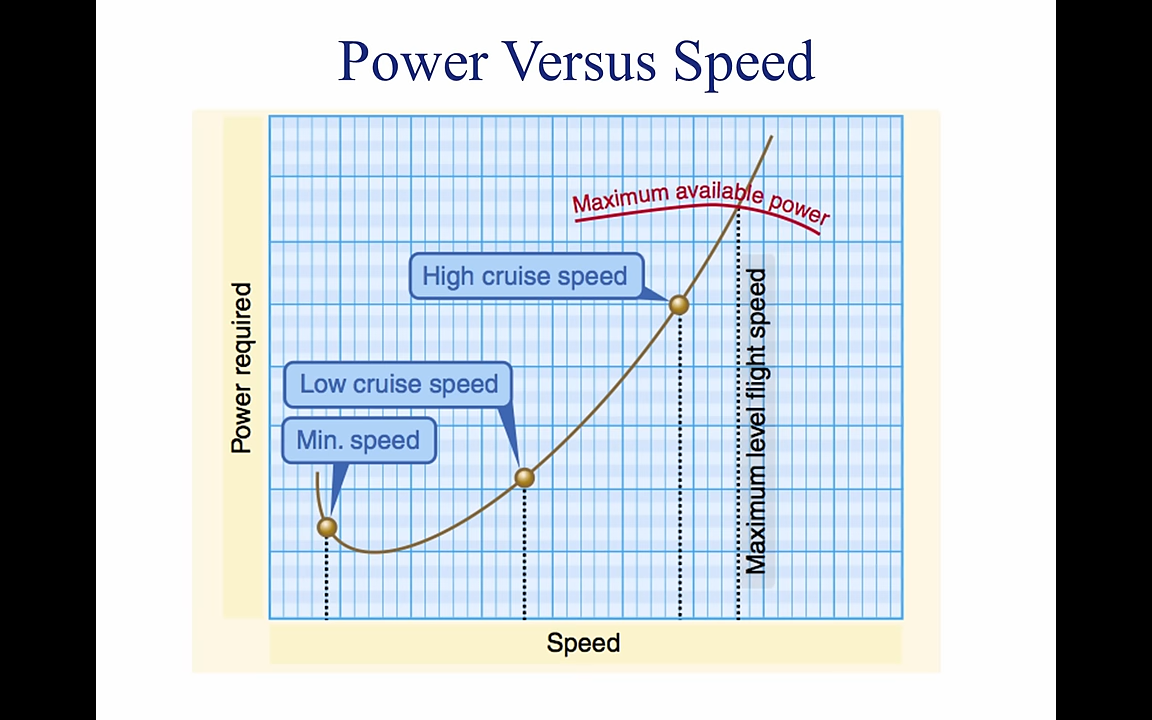 Power Versus Speed
Maximum available power
High cruise speed
Low cruise speed
Min. speed
Power required
Maximum level flight speed
Speed